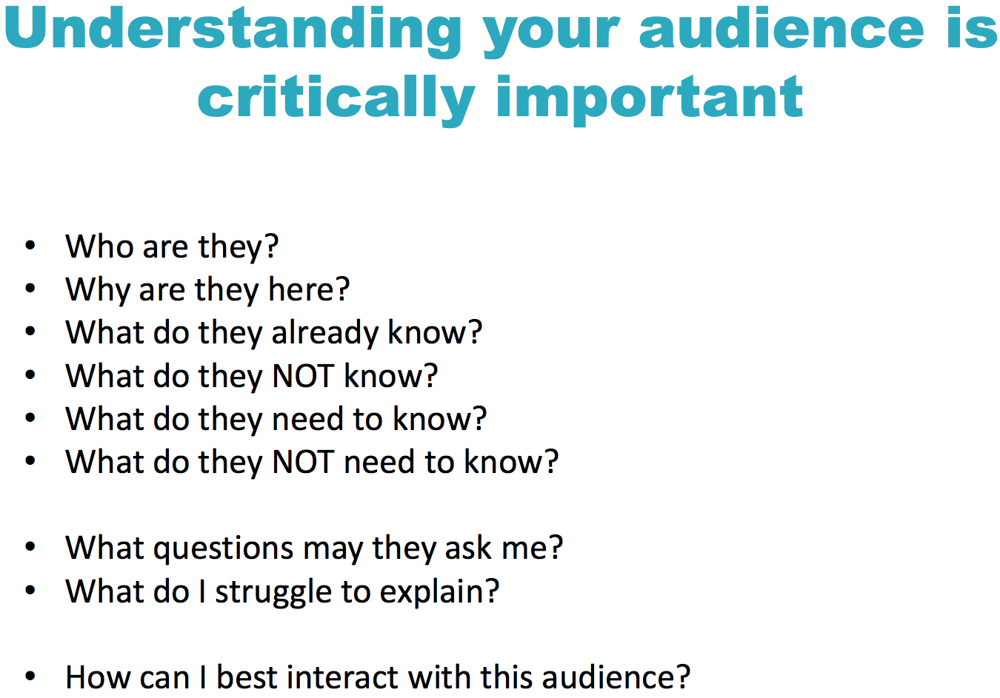 Understanding your audience is
critically important
• Who are they?
• Why are they here?
• What do they already know?
• What do they NOT know?
• What do they need to know?
• What do they NOT need to know?
• What questions may they ask me?
• What do I struggle to explain?
• How can I best interact with this audience?